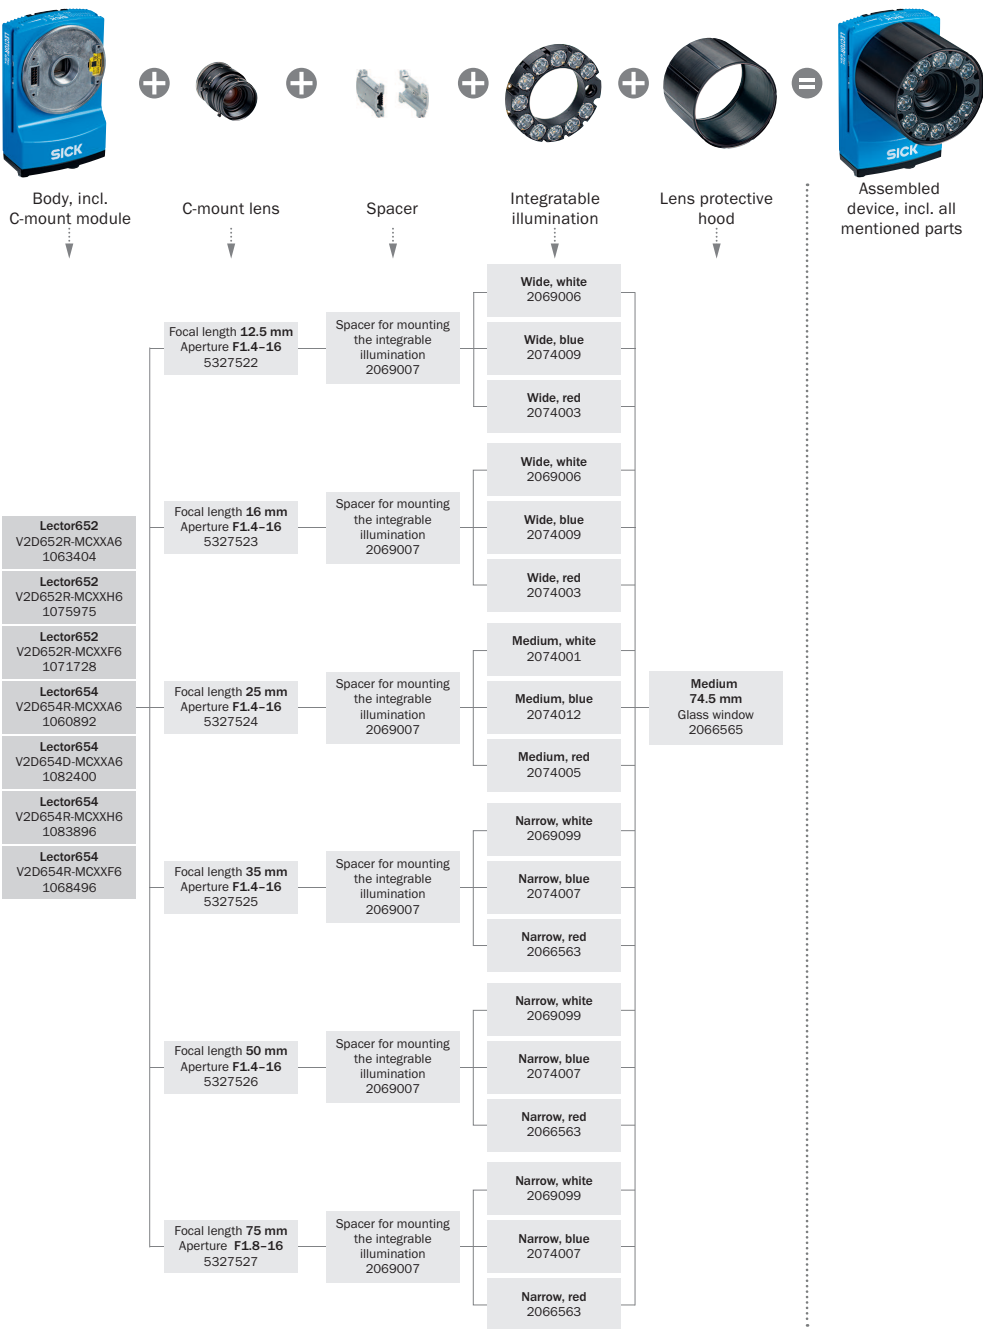 SICK
SICK
Body, incl.
C-mount module
C-mount lens
Spacer
Integratable
illumination
Lens protective
hood
Assembled
device, incl. all
mentioned parts
Lector652
V2D652R-MCXXA6
1063404
Lector652
V2D652R-MCXXH6
1075975
Lector652
V2D652R-MCXXF6
1071728
Lector654
V2D654R-MCXXA6
1060892
Lector654
V2D654D-MCXXA6
1082400
Lector654
V2D654R-MCXXH6
1083896
Lector654
V2D654R-MCXXF6
1068496
Focal length 12.5 mm
Aperture F1.4–16
5327522
Spacer for mounting
the integrable
illumination
2069007
Wide, white
2069006
Wide, blue
2074009
Wide, red
2074003
Focal length 16 mm
Aperture F1.4–16
5327523
Spacer for mounting
the integrable
illumination
2069007
Wide, white
2069006
Wide, blue
2074009
Wide, red
2074003
Focal length 25 mm
Aperture F1.4–16
5327524
Spacer for mounting
the integrable
illumination
2069007
Medium, white
2074001
Medium, blue
2074012
Medium, red
2074005
Focal length 35 mm
Aperture F1.4–16
5327525
Spacer for mounting
the integrable
illumination
2069007
Narrow, white
2069099
Narrow, blue
2074007
Narrow, red
2066563
Focal length 50 mm
Aperture F1.4–16
5327526
Spacer for mounting
the integrable
illumination
2069007
Narrow, white
2069099
Narrow, blue
2074007
Narrow, red
2066563
Focal length 75 mm
Aperture F1.8–16
5327527
Spacer for mounting
the integrable
illumination
2069007
Narrow, white
2069099
Narrow, blue
2074007
Narrow, red
2066563
Medium
74.5 mm
Glass window
2066565